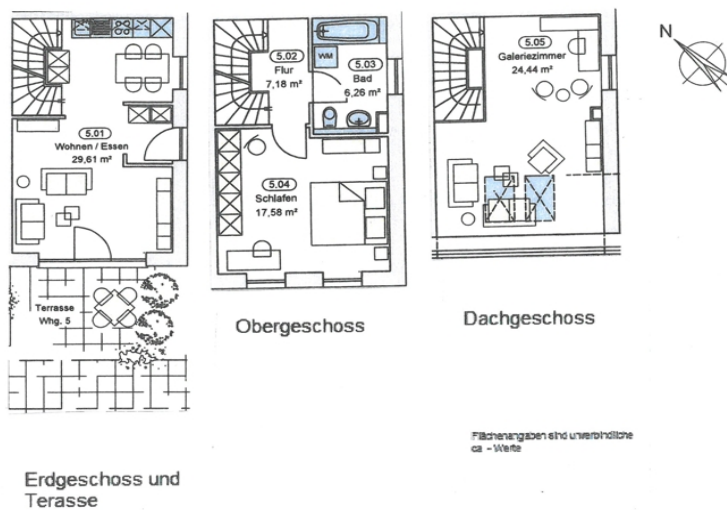 5.01
Wohnen / Essen
29,61 m²
Terrasse
Whg. 5
Erdgeschoss und
Terasse
5.02
Flur
7,18 m²
WM
5.03
Bad
6,26 m²
5.04
Schlafen
17,58 m²
Obergeschoss
5.05
Galeriezimmer
24,44 m²
Dachgeschoss
N
Flächenangaben sind unverbindliche
ca - Werte